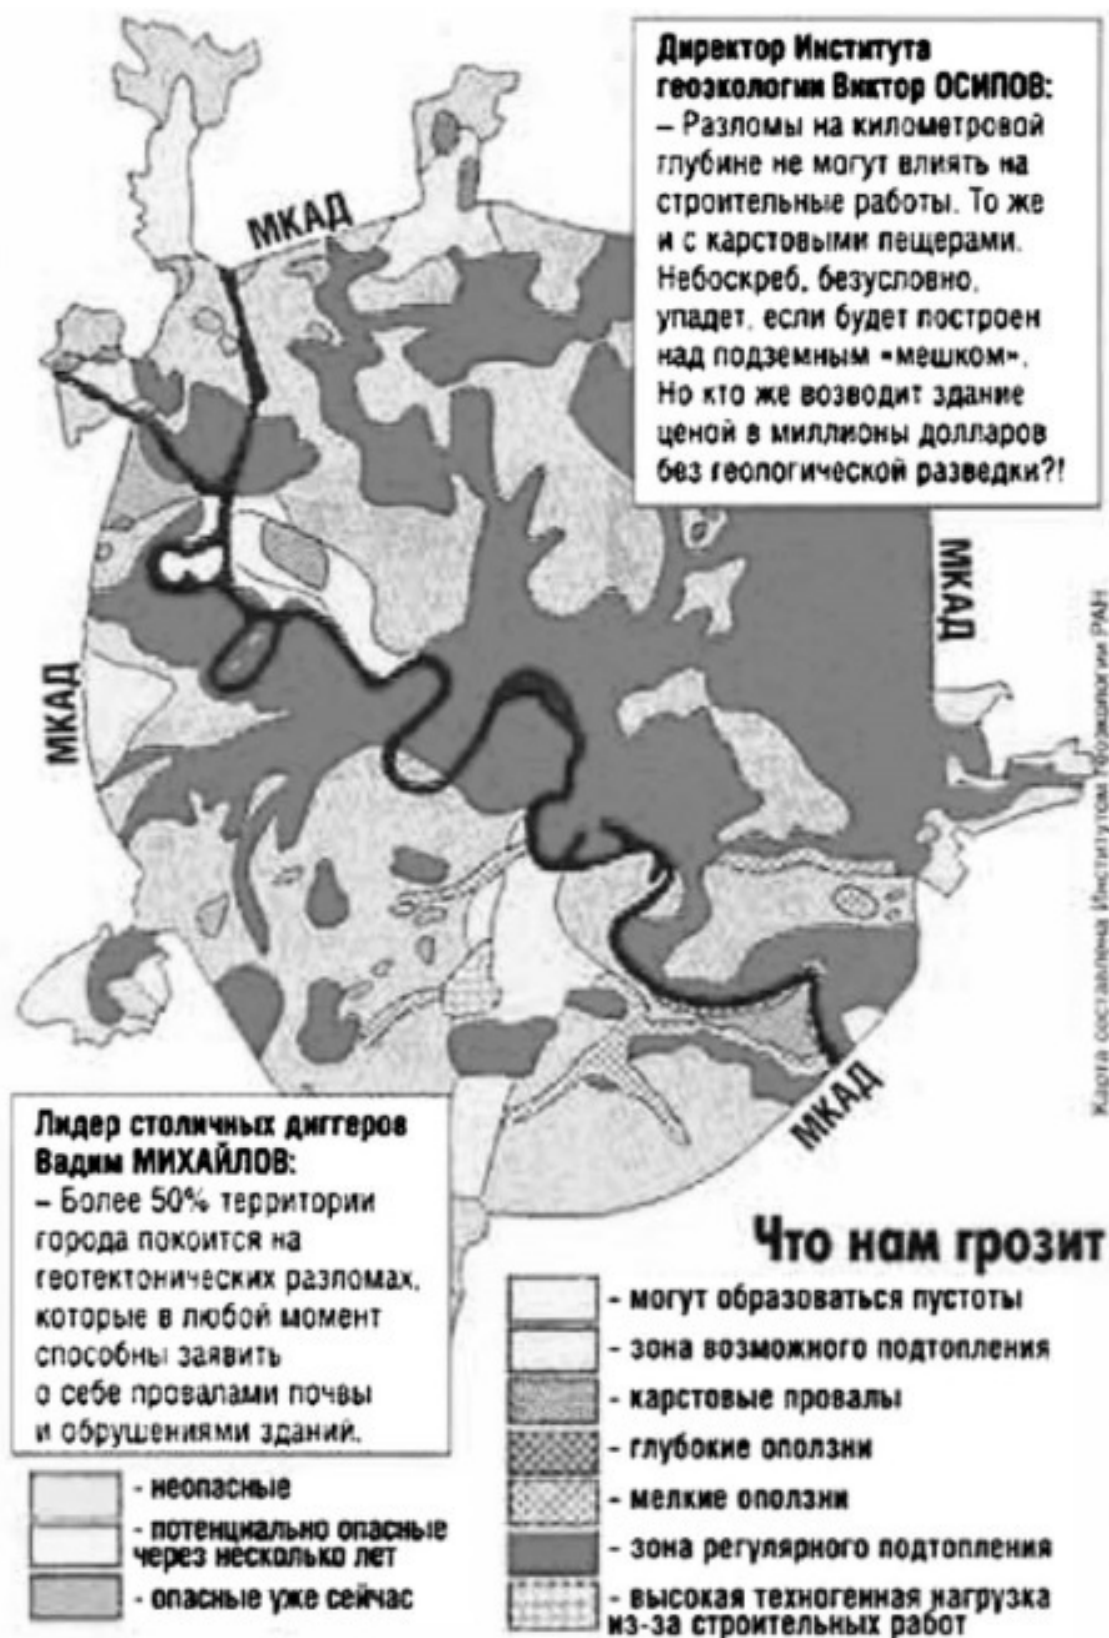 Директор Института
геоэкологии Виктор ОСИПОВ:
– Разломы на километровой
глубине не могут влиять на
строительные работы. То же
и с карстовыми пещерами.
Небоскреб, безусловно,
упадет, если будет построен
над подземным «мешком».
Но кто же возводит здание
ценой в миллионы долларов
без геологической разведки?!
МКАД
МКАД
МКАД
МКАД
Карта составлена Институтом геоэкологии РАН
Лидер столичных диггеров
Вадим МИХАЙЛОВ:
– Более 50% территории
города покоится на
геотектонических разломах,
которые в любой момент
способны заявить
о себе провалами почвы
и обрушениями зданий.
- неопасные
- потенциально опасные
через несколько лет
- опасные уже сейчас
Что нам грозит
- могут образоваться пустоты
- зона возможного подтопления
- карстовые провалы
- глубокие оползни
- мелкие оползни
- зона регулярного подтопления
- высокая техногенная нагрузка
из-за строительных работ